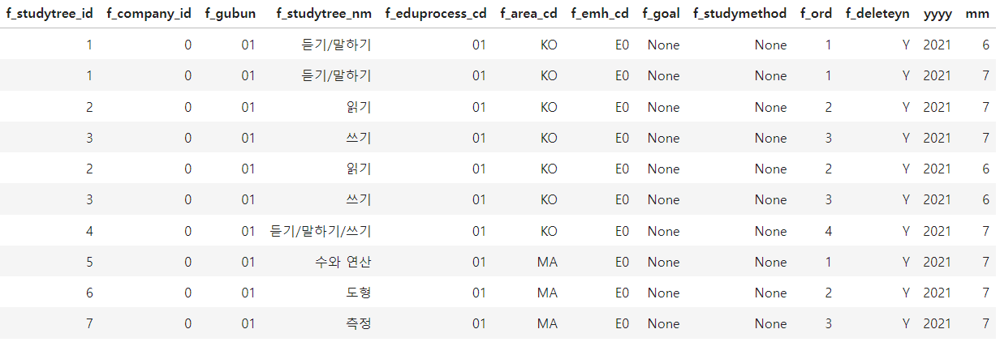 f_studytree_id f_company_id f_gubun f_studytree_nm f_eduprocess_cd f_area_cd f_emh_cd f_goal f_studymethod f_ord f_deleteyn yyyy mm
1 0 01 듣기/말하기 01 KO E0 None None 1 Y 2021 6
1 0 01 듣기/말하기 01 KO E0 None None 1 Y 2021 7
2 0 01 읽기 01 KO E0 None None 2 Y 2021 7
3 0 01 쓰기 01 KO E0 None None 3 Y 2021 7
2 0 01 읽기 01 KO E0 None None 2 Y 2021 6
3 0 01 쓰기 01 KO E0 None None 3 Y 2021 6
4 0 01 듣기/말하기/쓰기 01 KO E0 None None 4 Y 2021 7
5 0 01 수와 연산 01 MA E0 None None 1 Y 2021 7
6 0 01 도형 01 MA E0 None None 2 Y 2021 7
7 0 01 측정 01 MA E0 None None 3 Y 2021 7